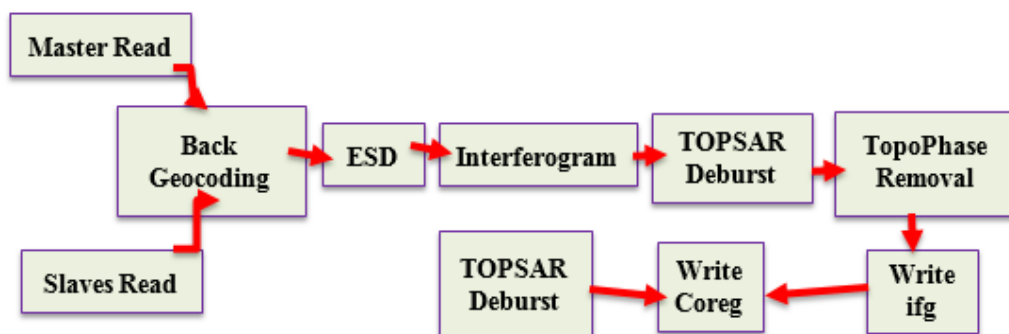 Master Read
Back
Geocoding
ESD
Interferogram
TOPSAR
Deburst
TopoPhase
Removal
Slaves Read
TOPSAR
Deburst
Write
Coreg
Write
ifg